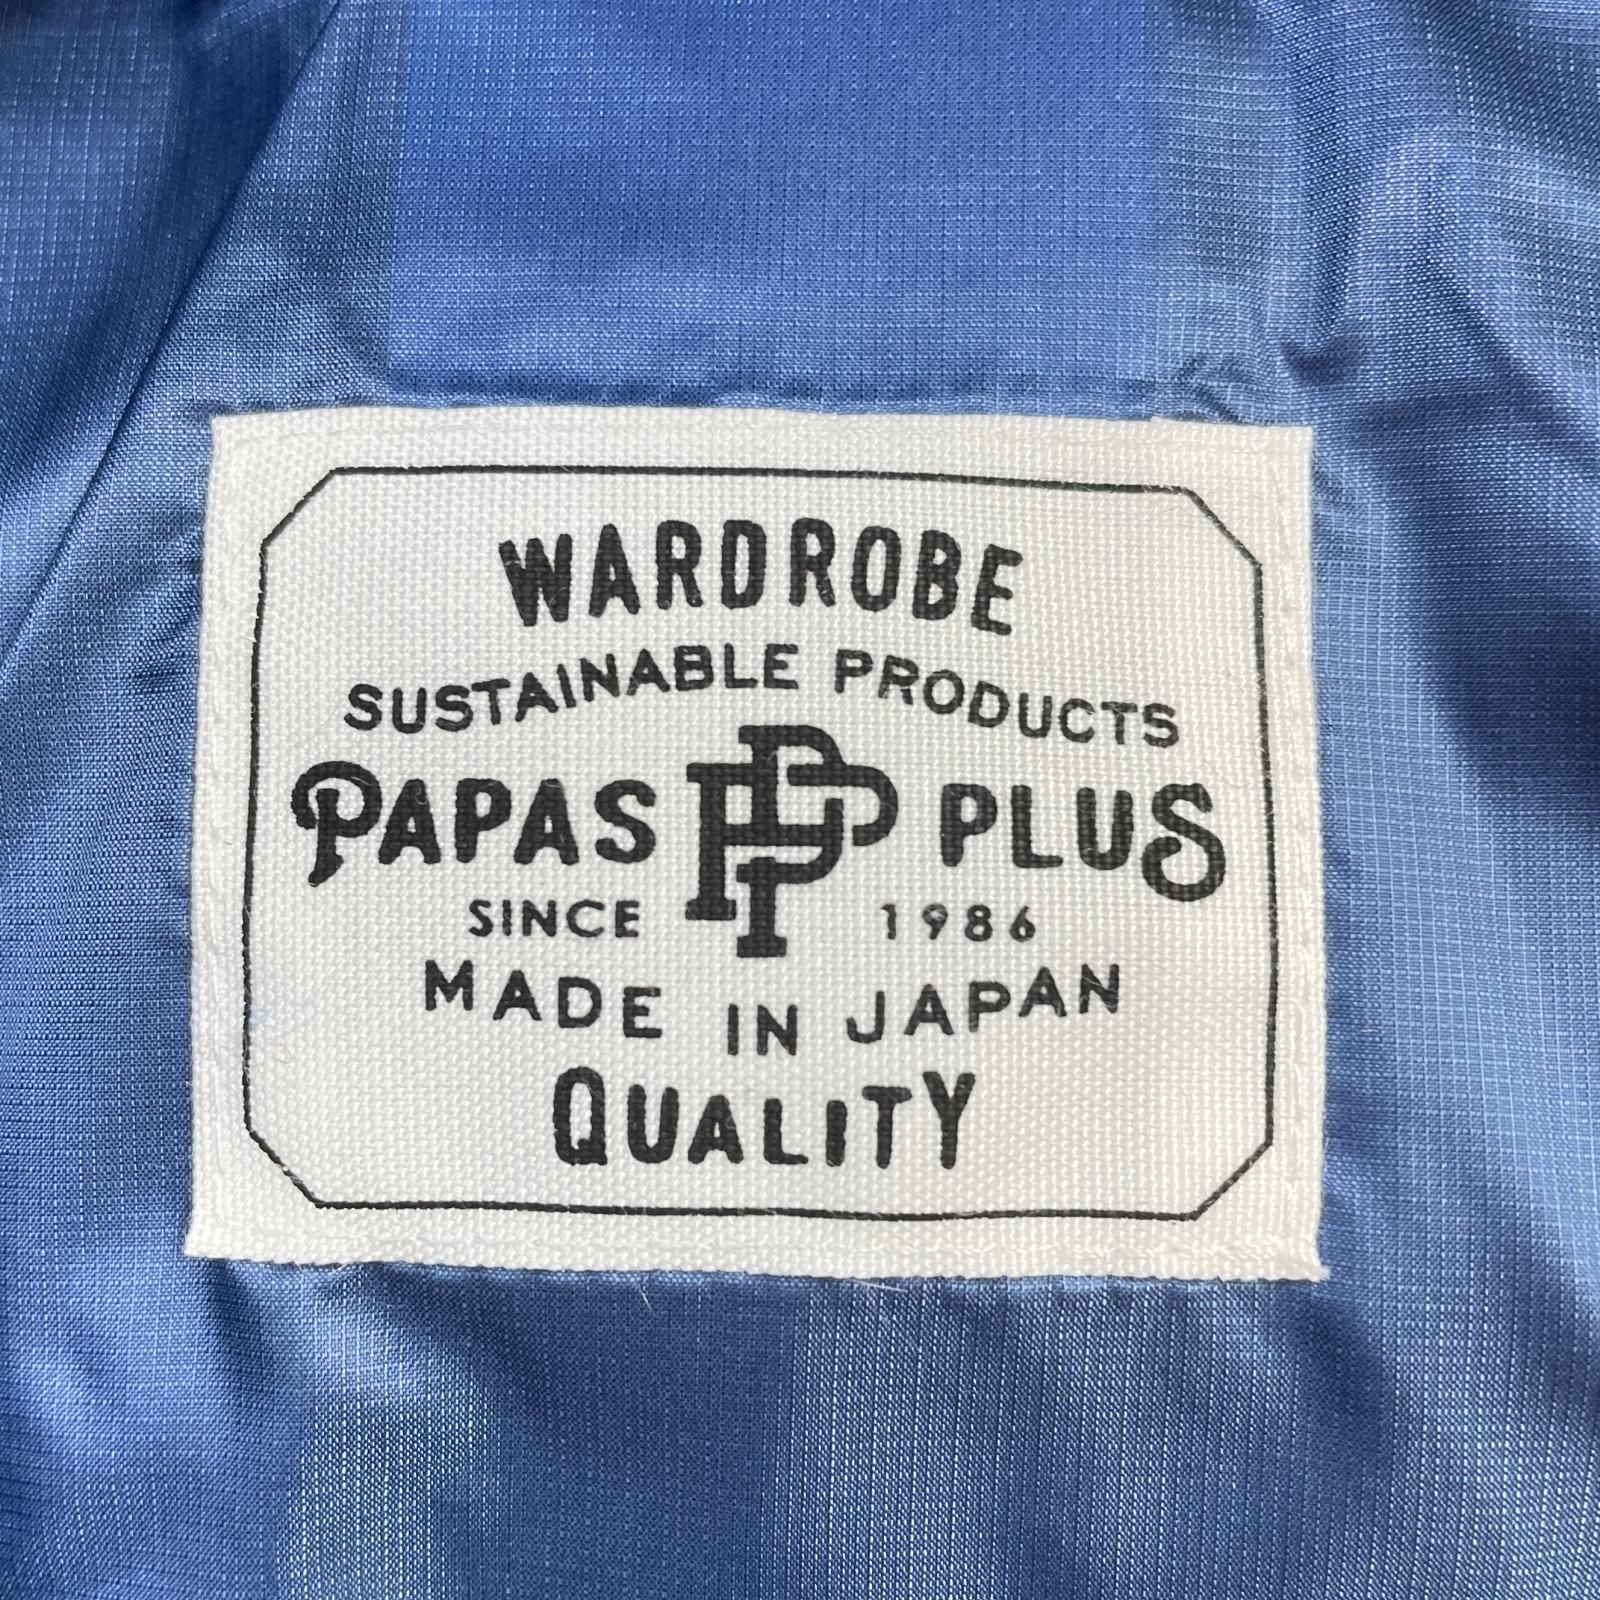 WARDROBE
SUSTAINABLE PRODUCTS
PAPAS PP PLUS
SINCE 1986
MADE IN JAPAN
QUALITY